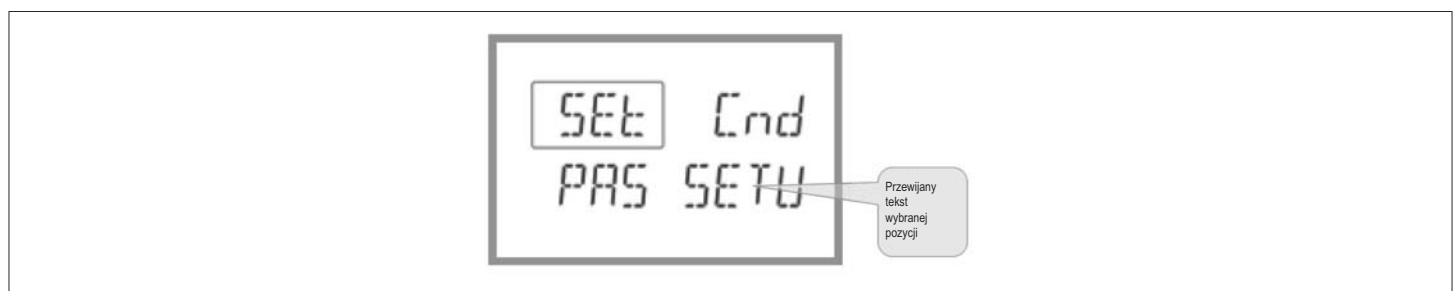 SEt Cnd
PAS SETU
Przewijany
tekst
wybranej
pozycji